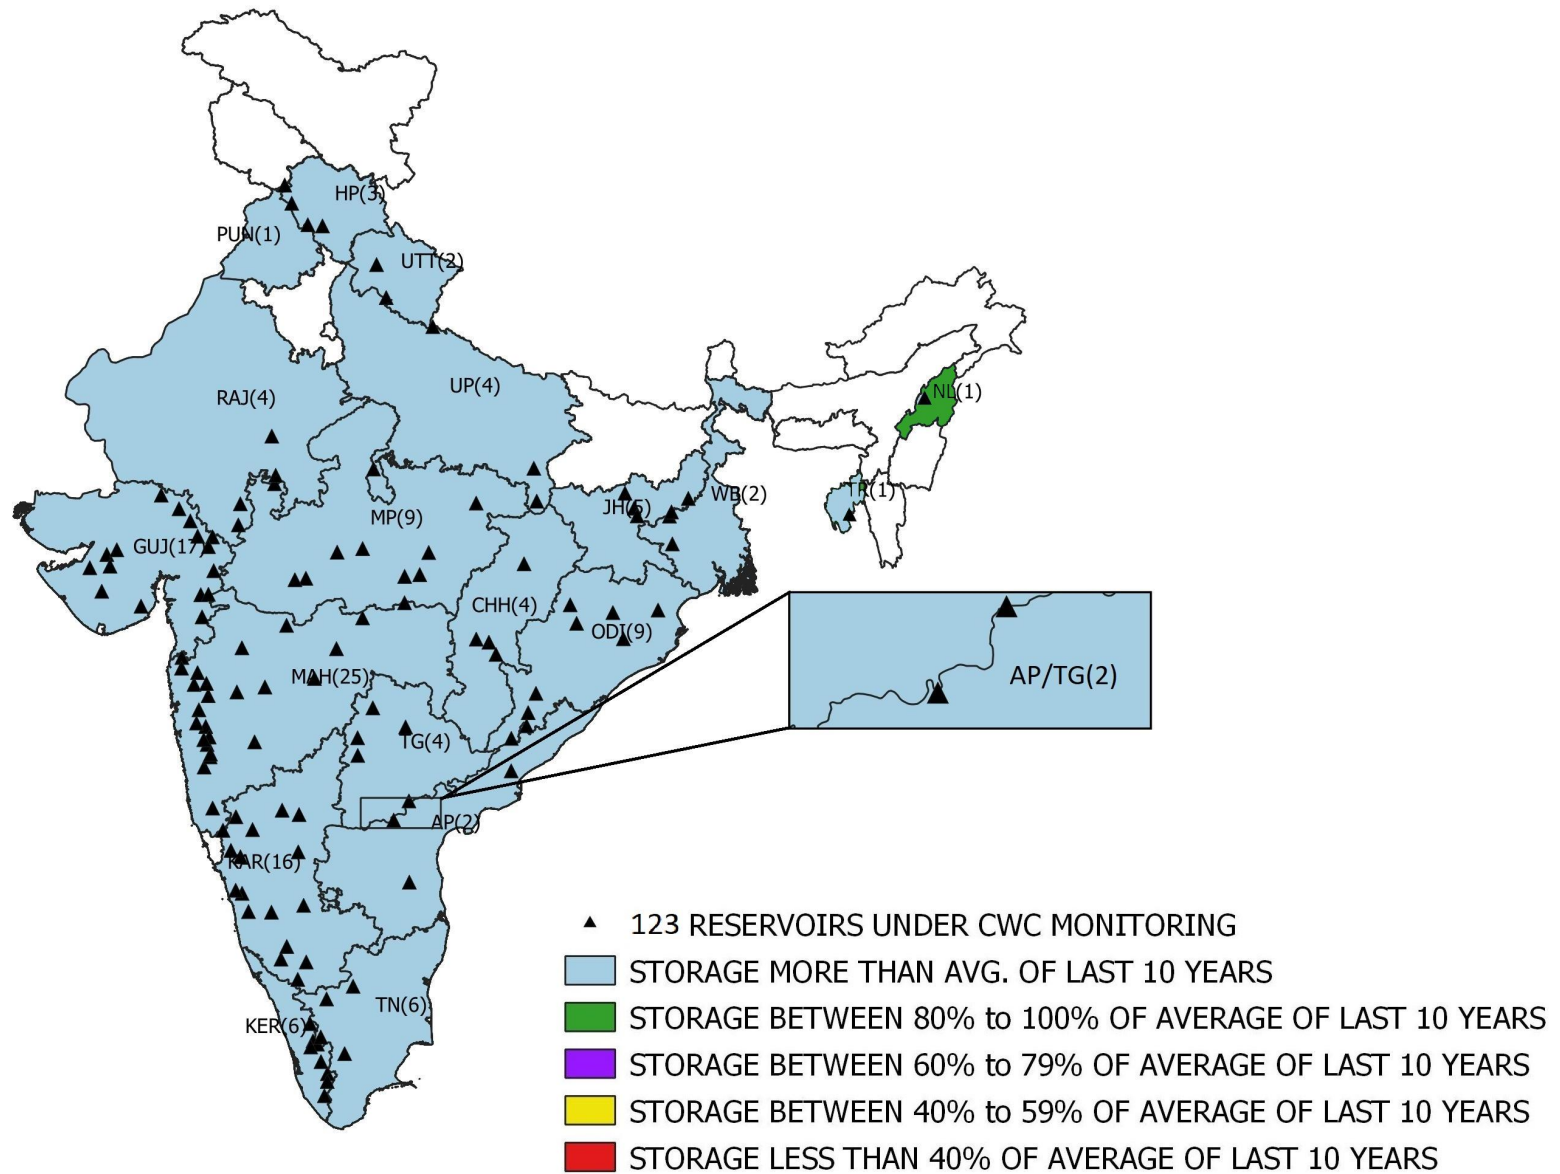 HP(3)
PUN(1)
UTT(2)
RAJ(4)
UP(4)
NL(1)
TR(1)
WB(2)
JH(5)
MP(9)
GUJ(17)
CHH(4)
ODI(9)
MAH(25)
AP/TG(2)
TG(4)
AP(2)
KAR(16)
TN(6)
KER(6)
123 RESERVOIRS UNDER CWC MONITORING
STORAGE MORE THAN AVG. OF LAST 10 YEARS
STORAGE BETWEEN 80% to 100% OF AVERAGE OF LAST 10 YEARS
STORAGE BETWEEN 60% to 79% OF AVERAGE OF LAST 10 YEARS
STORAGE BETWEEN 40% to 59% OF AVERAGE OF LAST 10 YEARS
STORAGE LESS THAN 40% OF AVERAGE OF LAST 10 YEARS